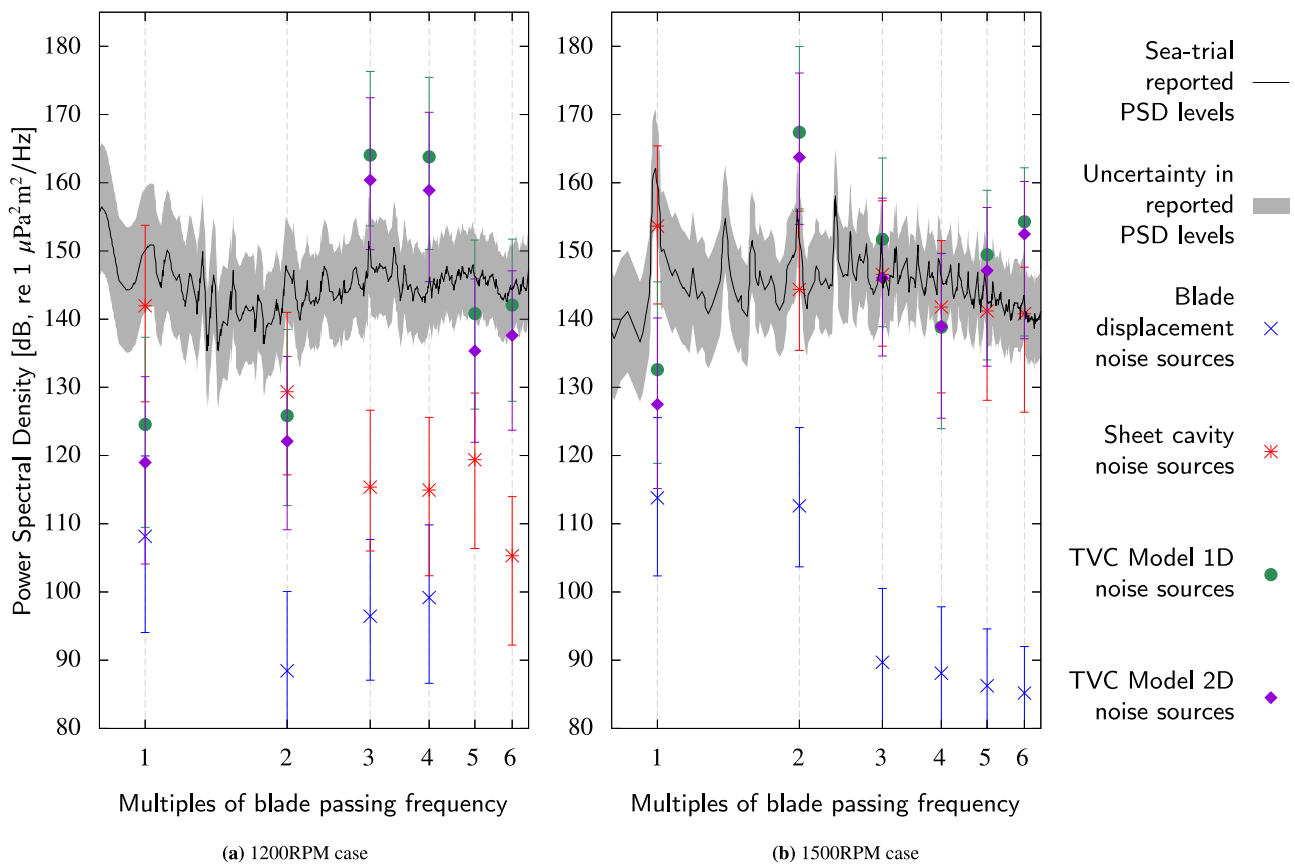 Power Spectral Density [dB, re 1 μPa²m²/Hz]
180
170
160
150
140
130
120
110
100
90
80
1 2 3 4 5 6
Multiples of blade passing frequency
(a) 1200RPM case
180
170
160
150
140
130
120
110
100
90
80
1 2 3 4 5 6
Multiples of blade passing frequency
(b) 1500RPM case
Sea-trial
reported
PSD levels
Uncertainty in
reported
PSD levels
Blade
displacement
noise sources
Sheet cavity
noise sources
TVC Model 1D
noise sources
TVC Model 2D
noise sources